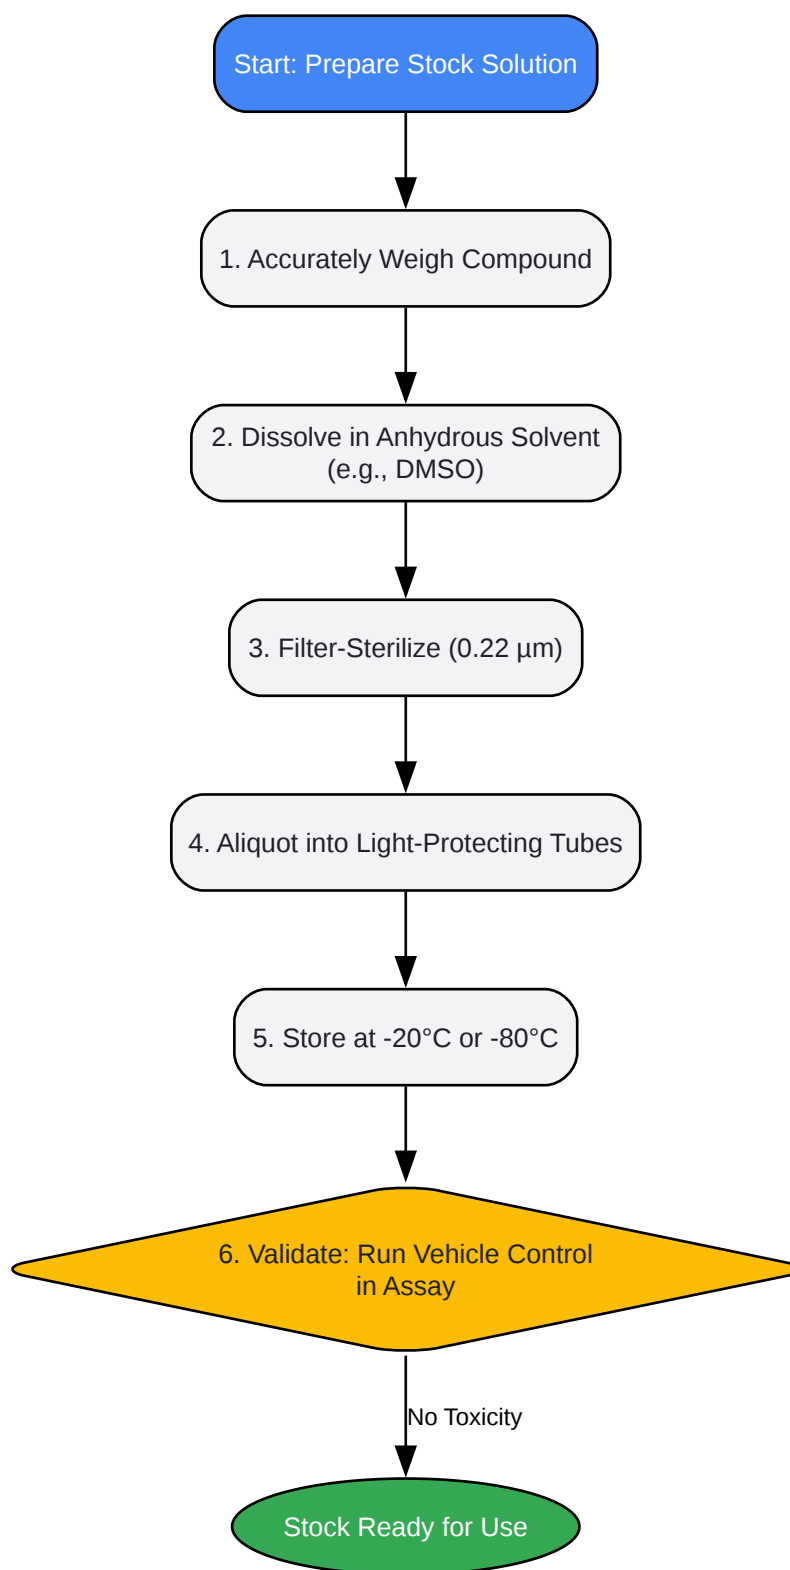 Start: Prepare Stock Solution
1. Accurately Weigh Compound
2. Dissolve in Anhydrous Solvent
(e.g., DMSO)
3. Filter-Sterilize (0.22 µm)
4. Aliquot into Light-Protecting Tubes
5. Store at -20°C or -80°C
6. Validate: Run Vehicle Control
in Assay
No Toxicity
Stock Ready for Use